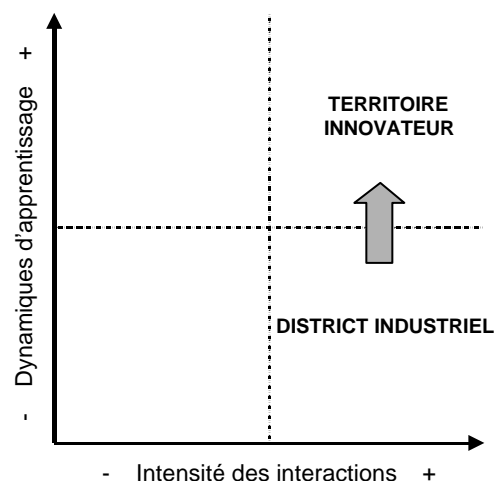 - Dynamiques d'apprentissage +
TERRITOIRE
INNOVATEUR
DISTRICT INDUSTRIEL
- Intensité des interactions +